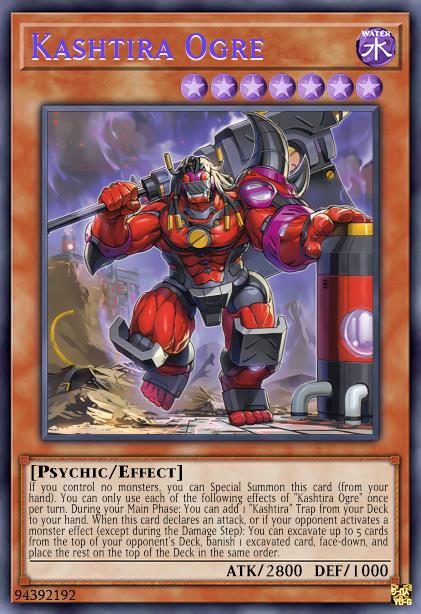 Kashtira Ogre
WATER
水
[Psychic/Effect]
If you control no monsters, you can Special Summon this card (from your
hand). You can only use each of the following effects of "Kashtira Ogre" once
per turn. During your Main Phase: You can add 1 "Kashtira" Trap from your Deck
to your hand. When this card declares an attack, or if your opponent activates a
monster effect (except during the Damage Step): You can excavate up to 5 cards
from the top of your opponent's Deck, banish 1 excavated card, face-down, and
place the rest on the top of the Deck in the same order.
ATK/2800 DEF/1000
94392192